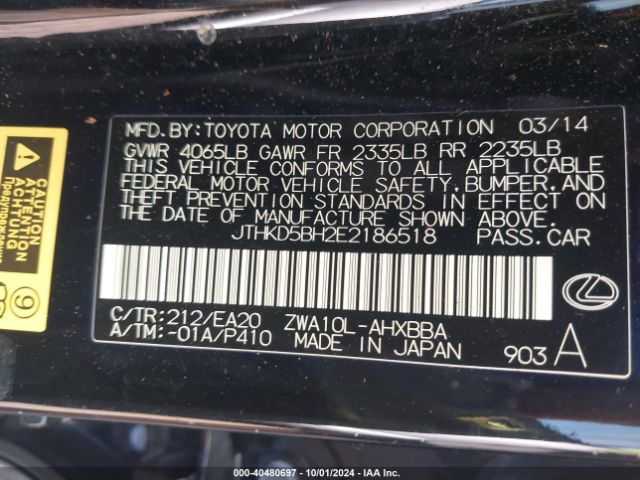 MFD. BY: TOYOTA MOTOR CORPORATION 03/14
GVWR 4065LB GAWR FR 2335LB RR 2235LB
THIS VEHICLE CONFORMS TO ALL APPLICABLE
FEDERAL MOTOR VEHICLE SAFETY, BUMPER, AND
THEFT PREVENTION STANDARDS IN EFFECT ON
THE DATE OF MANUFACTURE SHOWN ABOVE.
JTHKD5BH2E2186518 PASS.CAR
C/TR:212/EA20 ZWA10L-AHXBBA
A/TM:-01A/P410 MADE IN JAPAN 903 A
CAUTION
ATTENTION
ACHTUNG
9
000-40480697 - 10/01/2024 - IAA, Inc.